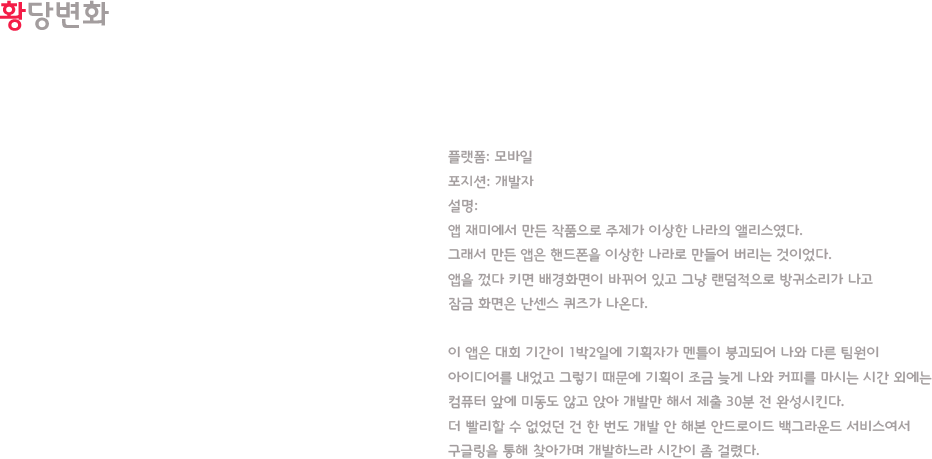 황당변화
플랫폼: 모바일
포지션: 개발자
설명:
앱 재미에서 만든 작품으로 주제가 이상한 나라의 앨리스였다.
그래서 만든 앱은 핸드폰을 이상한 나라로 만들어 버리는 것이었다.
앱을 껐다 키면 배경화면이 바뀌어 있고 그냥 랜덤적으로 방귀소리가 나고
잠금 화면은 난센스 퀴즈가 나온다.
이 앱은 대회 기간이 1박2일에 기획자가 멘틀이 붕괴되어 나와 다른 팀원이
아이디어를 내었고 그렇기 때문에 기획이 조금 늦게 나와 커피를 마시는 시간 외에는
컴퓨터 앞에 미동도 않고 앉아 개발만 해서 제출 30분 전 완성시킨다.
더 빨리할 수 없었던 건 한 번도 개발 안 해본 안드로이드 백그라운드 서비스여서
구글링을 통해 찾아가며 개발하느라 시간이 좀 걸렸다.